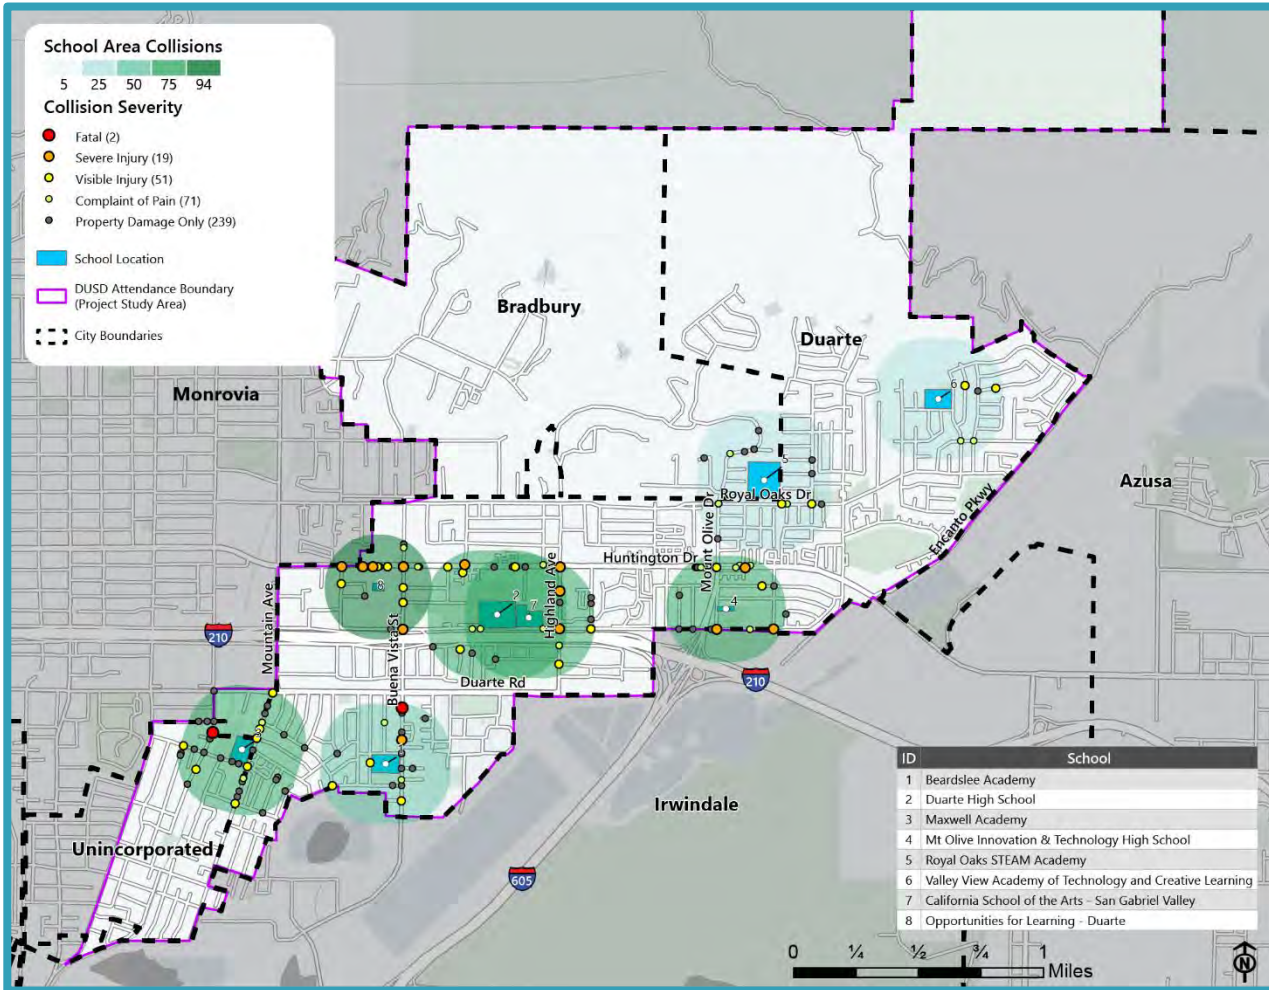 School Area Collisions
5 25 50 75 94
Collision Severity
Fatal (2)
Severe Injury (19)
Visible Injury (51)
Complaint of Pain (71)
Property Damage Only (239)
School Location
DUSD Attendance Boundary
(Project Study Area)
City Boundaries
Bradbury
Duarte
Monrovia
6
5
Azusa
Royal Oaks Dr
Mount Olive Dr
Encanto Pkwy
Huntington Dr
Highland Ave
8
2
7
4
Mountain Ave
210
Buena Vista St
Duarte Rd
210
Irwindale
Unincorporated
605
ID School
1 Beardslee Academy
2 Duarte High School
3 Maxwell Academy
4 Mt Olive Innovation & Technology High School
5 Royal Oaks STEAM Academy
6 Valley View Academy of Technology and Creative Learning
7 California School of the Arts - San Gabriel Valley
8 Opportunities for Learning - Duarte
0 ¼ ½ ¾ 1
Miles
N